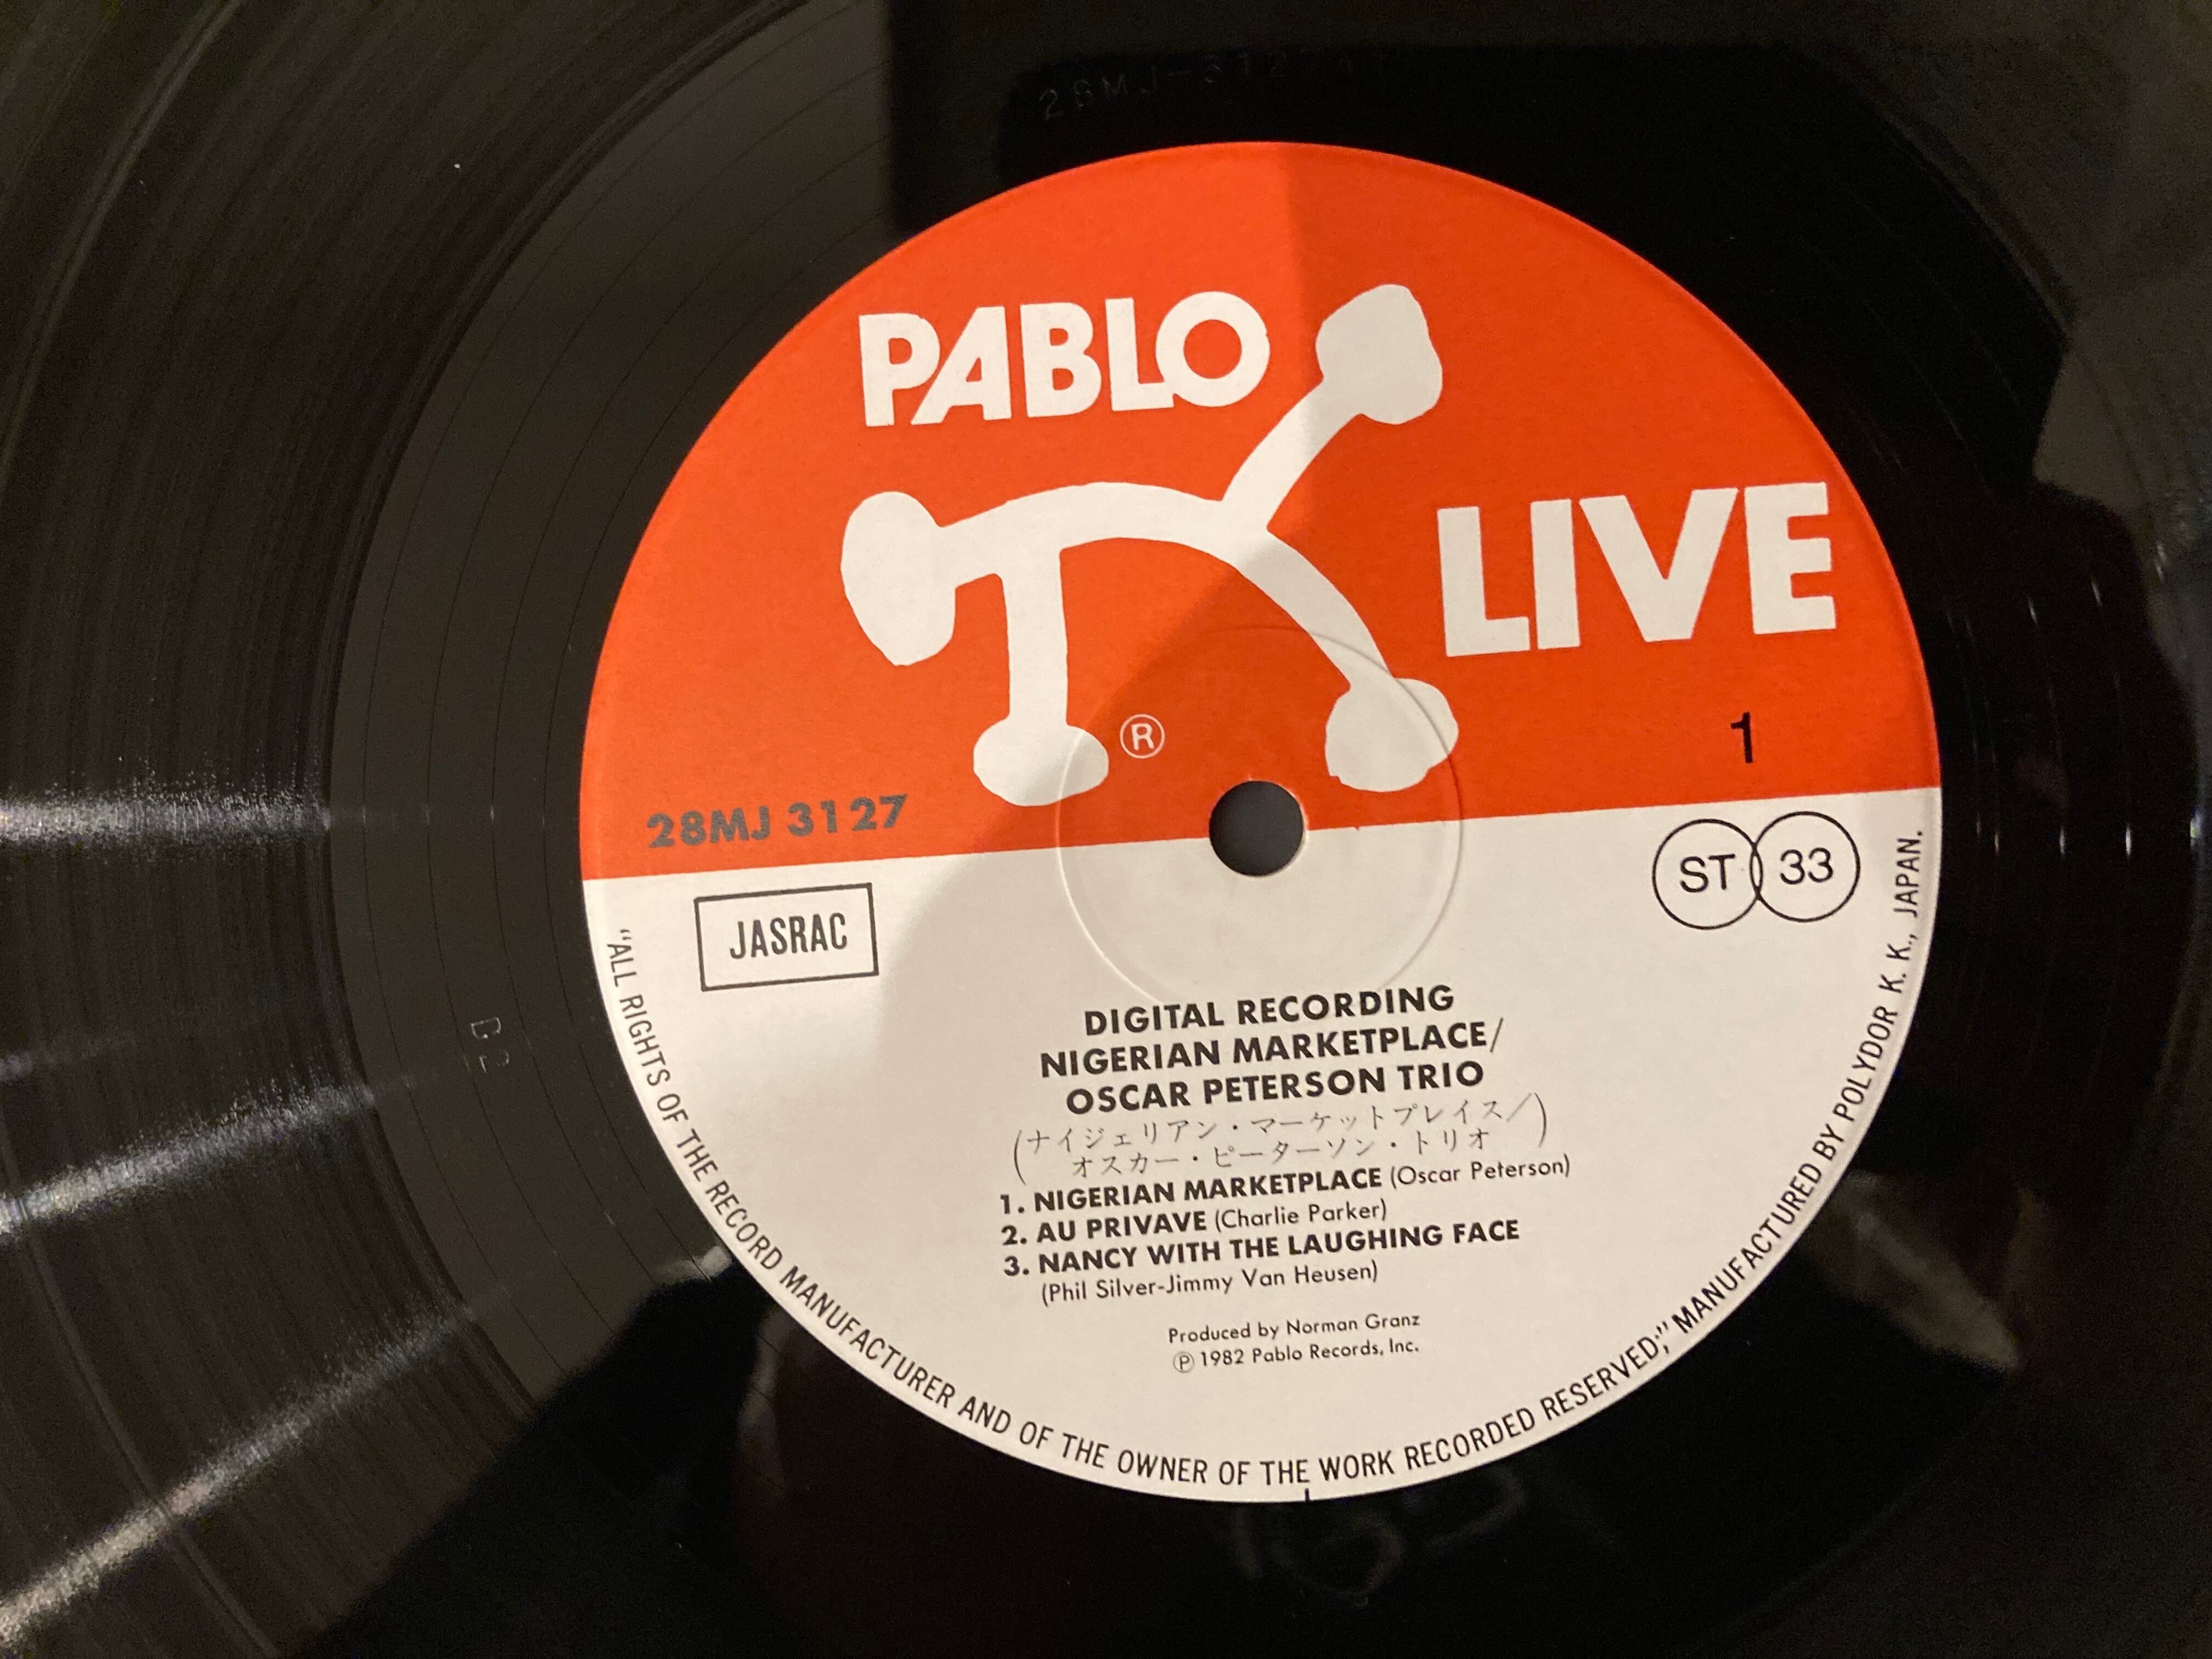 28MJ-3127A
PABLO
LIVE
®
1
28MJ 3127
JASRAC
ST 33
DIGITAL RECORDING
NIGERIAN MARKETPLACE/
OSCAR PETERSON TRIO
(ナイジェリアン・マーケットプレイス/
オスカー・ピーターソン・トリオ)
1. NIGERIAN MARKETPLACE (Oscar Peterson)
2. AU PRIVAVE (Charlie Parker)
3. NANCY WITH THE LAUGHING FACE
(Phil Silver-Jimmy Van Heusen)
Produced by Norman Granz
℗ 1982 Pablo Records, Inc.
"ALL RIGHTS OF THE RECORD MANUFACTURER AND OF THE OWNER OF THE WORK RECORDED RESERVED;" MANUFACTURED BY POLYDOR K. K., JAPAN.